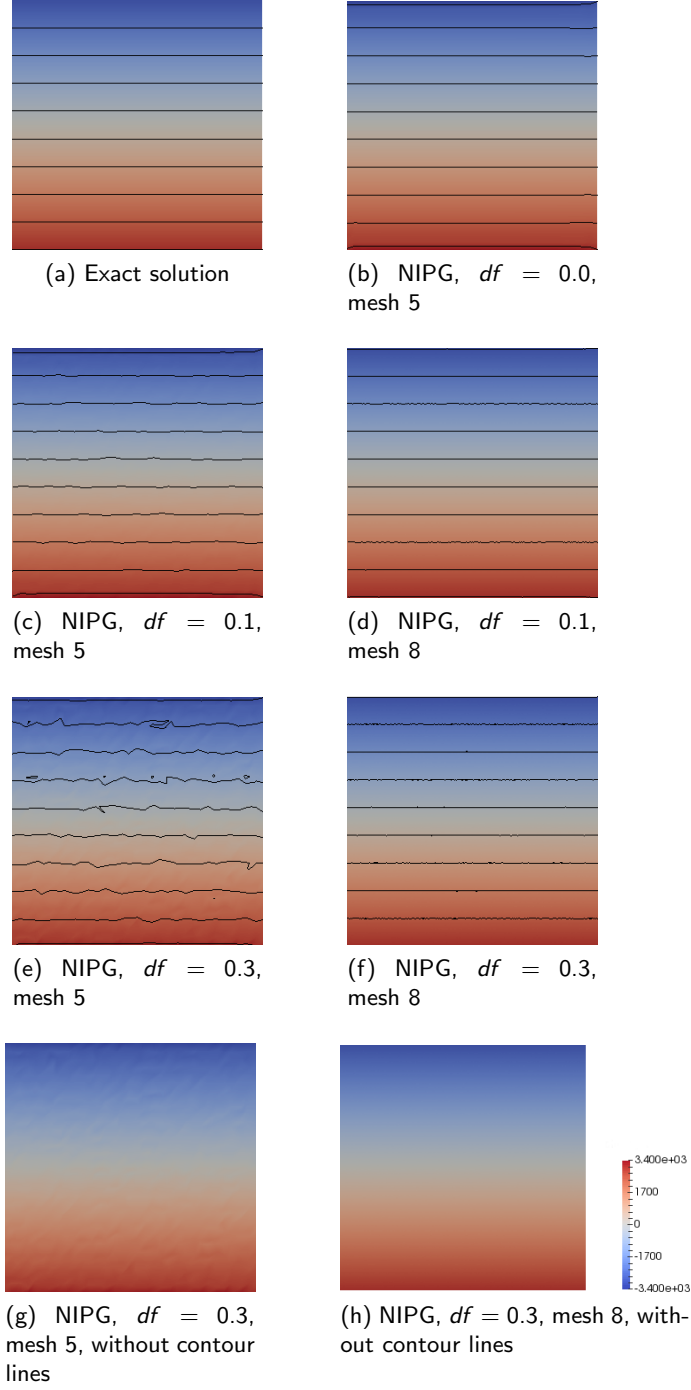 (a) Exact solution
(b) NIPG, df = 0.0,
mesh 5
(c) NIPG, df = 0.1,
mesh 5
(d) NIPG, df = 0.1,
mesh 8
(e) NIPG, df = 0.3,
mesh 5
(f) NIPG, df = 0.3,
mesh 8
3.400e+03
1700
0
-1700
-3.400e+03
(g) NIPG, df = 0.3,
mesh 5, without contour
lines
(h) NIPG, df = 0.3, mesh 8, with-
out contour lines